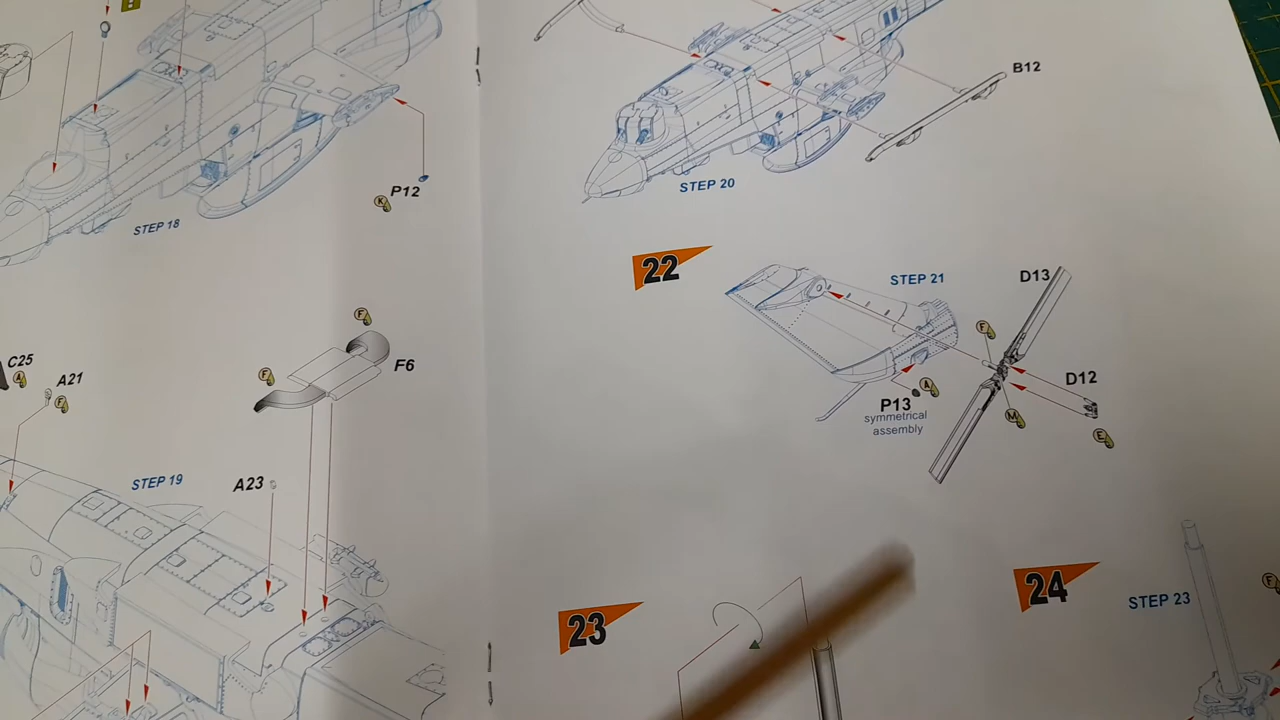 K
P12
STEP 18
F
F
F6
C25
A
A21
F
STEP 19
A23
B12
STEP 20
22
STEP 21
D13
F
D12
P13
A
symmetrical
assembly
M
E
23
24
STEP 23
F